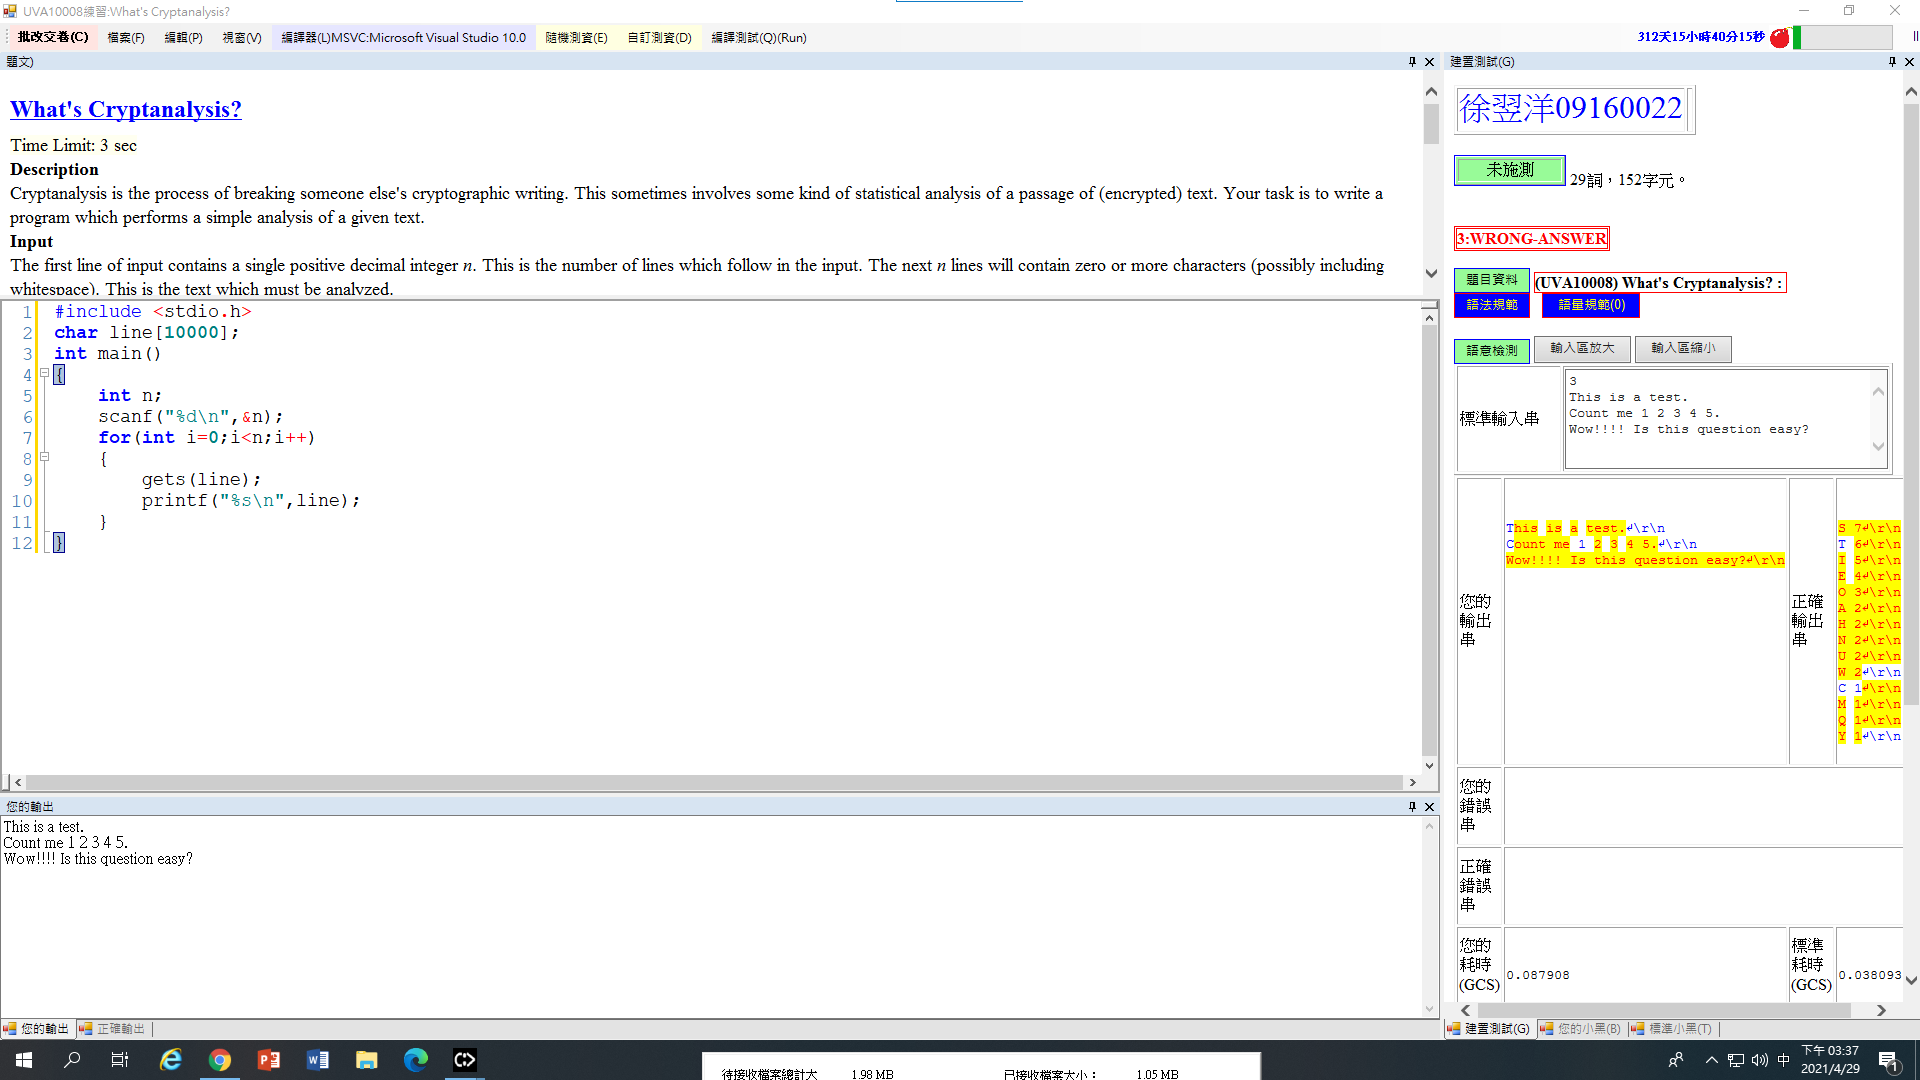 UVA10008練習:What's Cryptanalysis?
批改交卷(C) 檔案(F) 編輯(P) 視窗(V) 編譯器(L)MSVC:Microsoft Visual Studio 10.0 隨機測資(E) 自訂測資(D) 編譯測試(Q)(Run)
312天15小時40分15秒
題文)
What's Cryptanalysis?
Time Limit: 3 sec
Description
Cryptanalysis is the process of breaking someone else's cryptographic writing. This sometimes involves some kind of statistical analysis of a passage of (encrypted) text. Your task is to write a
program which performs a simple analysis of a given text.
Input
The first line of input contains a single positive decimal integer n. This is the number of lines which follow in the input. The next n lines will contain zero or more characters (possibly including
whitespace). This is the text which must be analyzed.
1 #include <stdio.h>
2 char line[10000];
3 int main()
4 {
5 int n;
6 scanf("%d\n",&n);
7 for(int i=0;i<n;i++)
8 {
9 gets(line);
10 printf("%s\n",line);
11 }
12 }
您的輸出
This is a test.
Count me 1 2 3 4 5.
Wow!!!! Is this question easy?
您的輸出 正確輸出
建置測試(G)
徐翌洋09160022
未施測 29詞，152字元。
3:WRONG-ANSWER
題目資料 (UVA10008) What's Cryptanalysis? :
語法規範 語量規範(0)
語意檢測 輸入區放大 輸入區縮小
標準輸入串
3
This is a test.
Count me 1 2 3 4 5.
Wow!!!! Is this question easy?
您的
輸出
串
This is a test.↲\r\n
Count me 1 2 3 4 5.↲\r\n
Wow!!!! Is this question easy?↲\r\n
正確
輸出
串
S 7↲\r\n
T 6↲\r\n
I 5↲\r\n
E 4↲\r\n
O 3↲\r\n
A 2↲\r\n
H 2↲\r\n
N 2↲\r\n
U 2↲\r\n
W 2↲\r\n
C 1↲\r\n
M 1↲\r\n
Q 1↲\r\n
Y 1↲\r\n
您的
錯誤
串
正確
錯誤
串
您的
耗時
(GCS)
0.087908
標準
耗時
(GCS)
0.038093
建置測試(G) 您的小黑(B) 標準小黑(T)
待接收檔案總計大 1.98 MB 已接收檔案大小： 1.05 MB
中
下午 03:37
2021/4/29
1